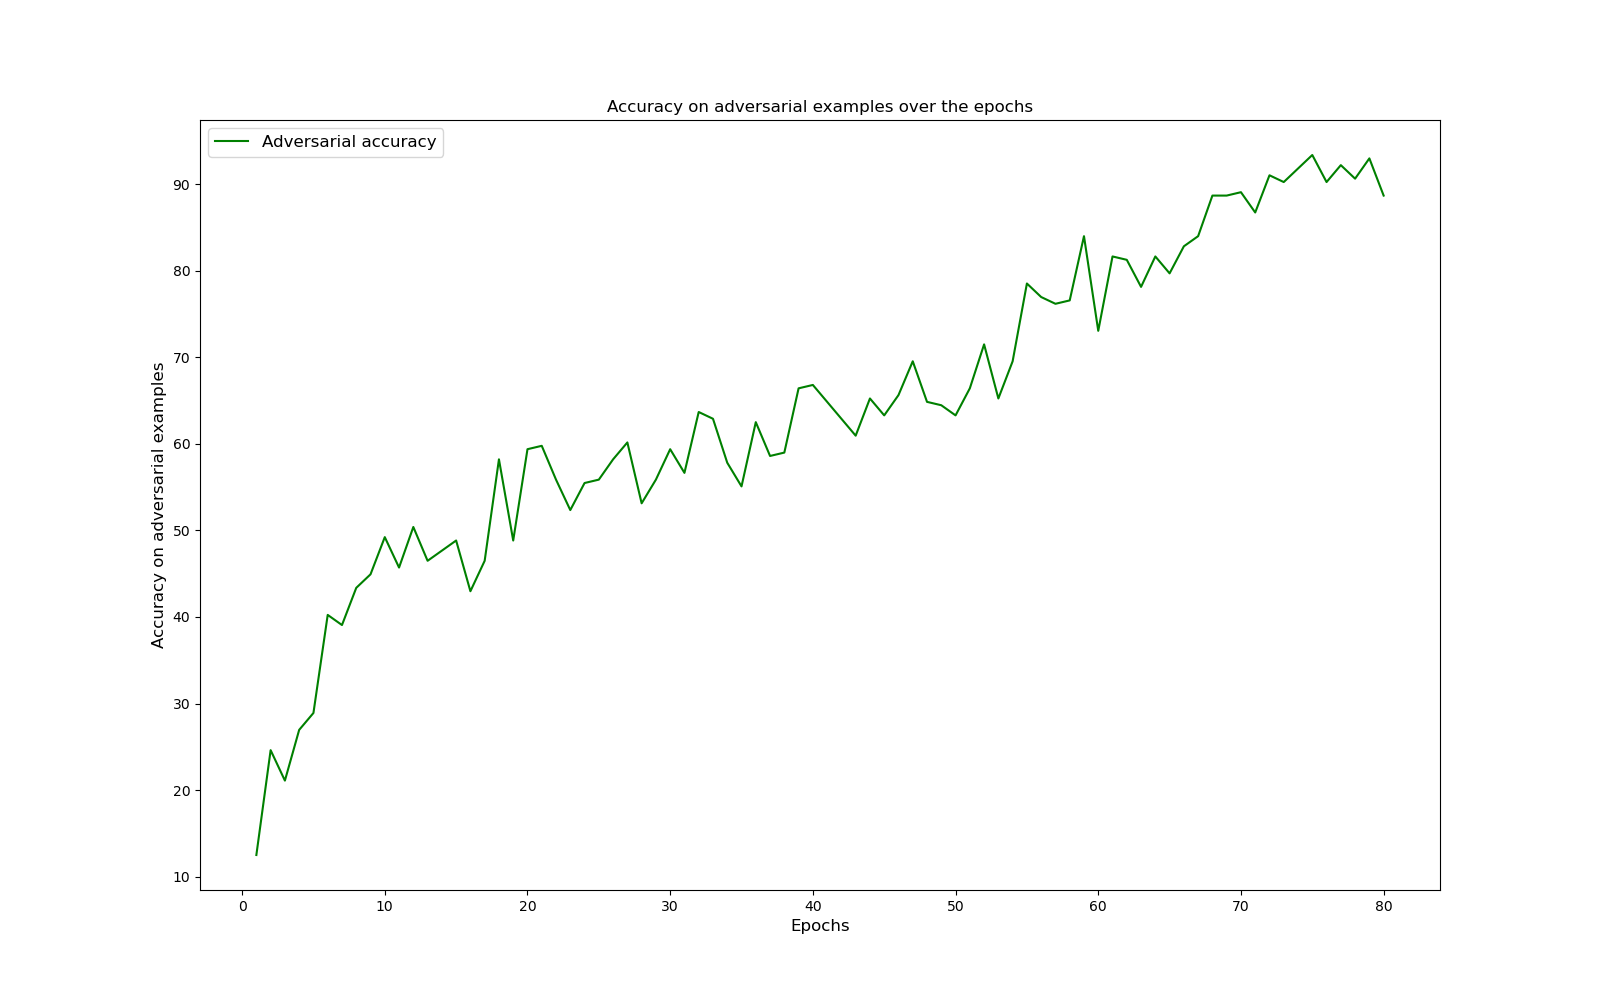 Accuracy on adversarial examples over the epochs
Adversarial accuracy
Accuracy on adversarial examples
90
80
70
60
50
40
30
20
10
0 10 20 30 40 50 60 70 80
Epochs